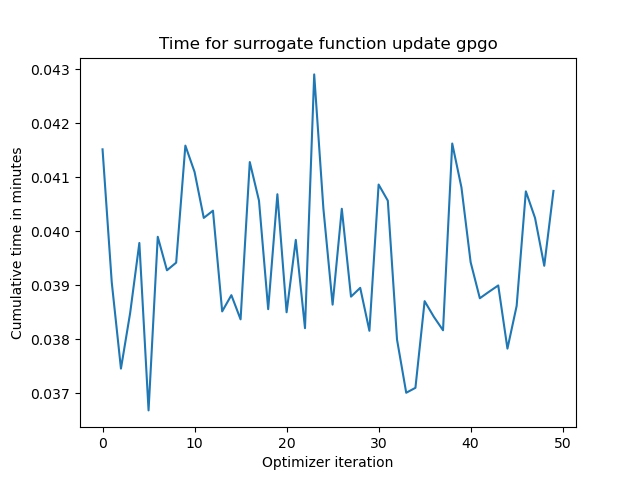 Time for surrogate function update gpgo
0.043
0.042
0.041
0.040
0.039
0.038
0.037
Cumulative time in minutes
0 10 20 30 40 50
Optimizer iteration